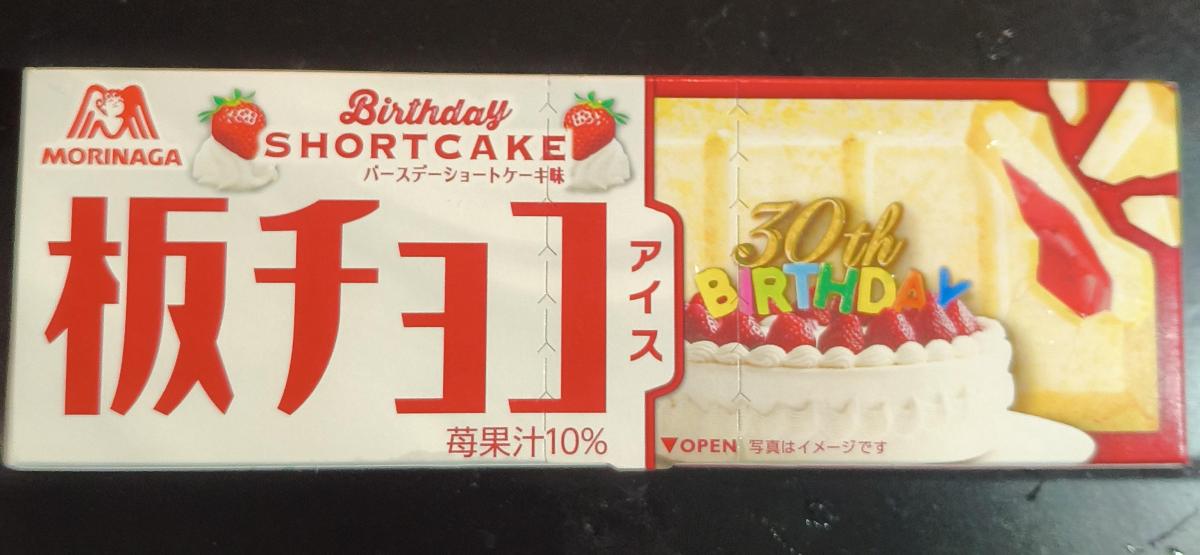 MORINAGA
Birthday
SHORTCAKE
バースデーショートケーキ味
板チョコ
アイス
苺果汁10%
30th
BIRTHDAY
▼OPEN 写真はイメージです